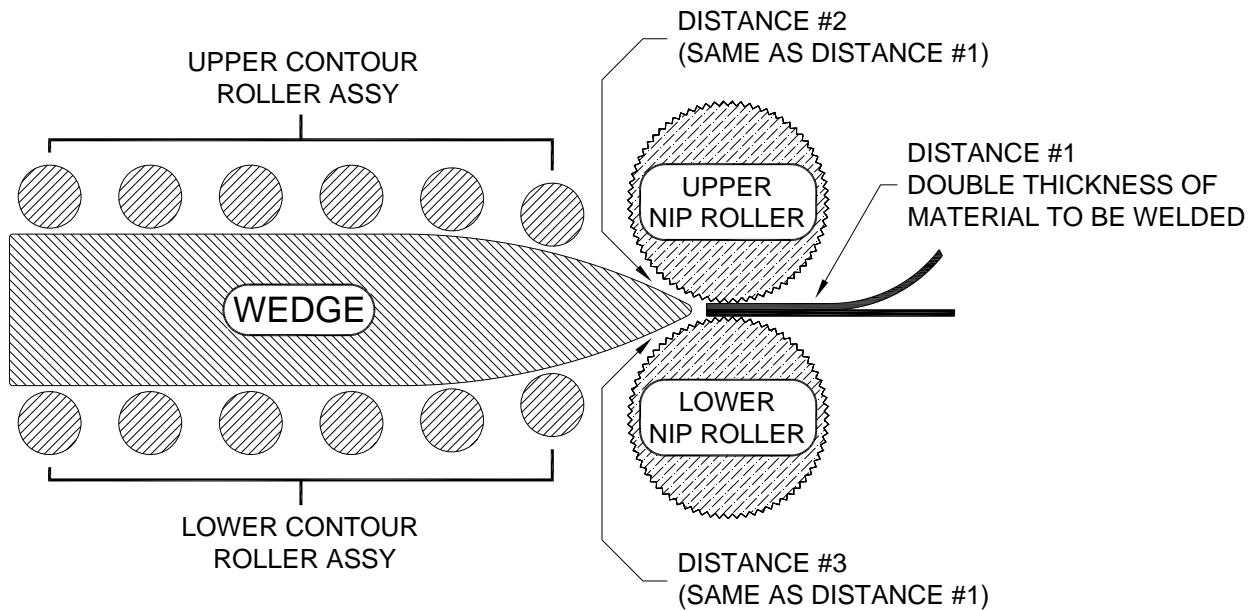 DISTANCE #2
(SAME AS DISTANCE #1)
UPPER CONTOUR
ROLLER ASSY
DISTANCE #1
DOUBLE THICKNESS OF
MATERIAL TO BE WELDED
UPPER
NIP ROLLER
WEDGE
LOWER
NIP ROLLER
LOWER CONTOUR
ROLLER ASSY
DISTANCE #3
(SAME AS DISTANCE #1)